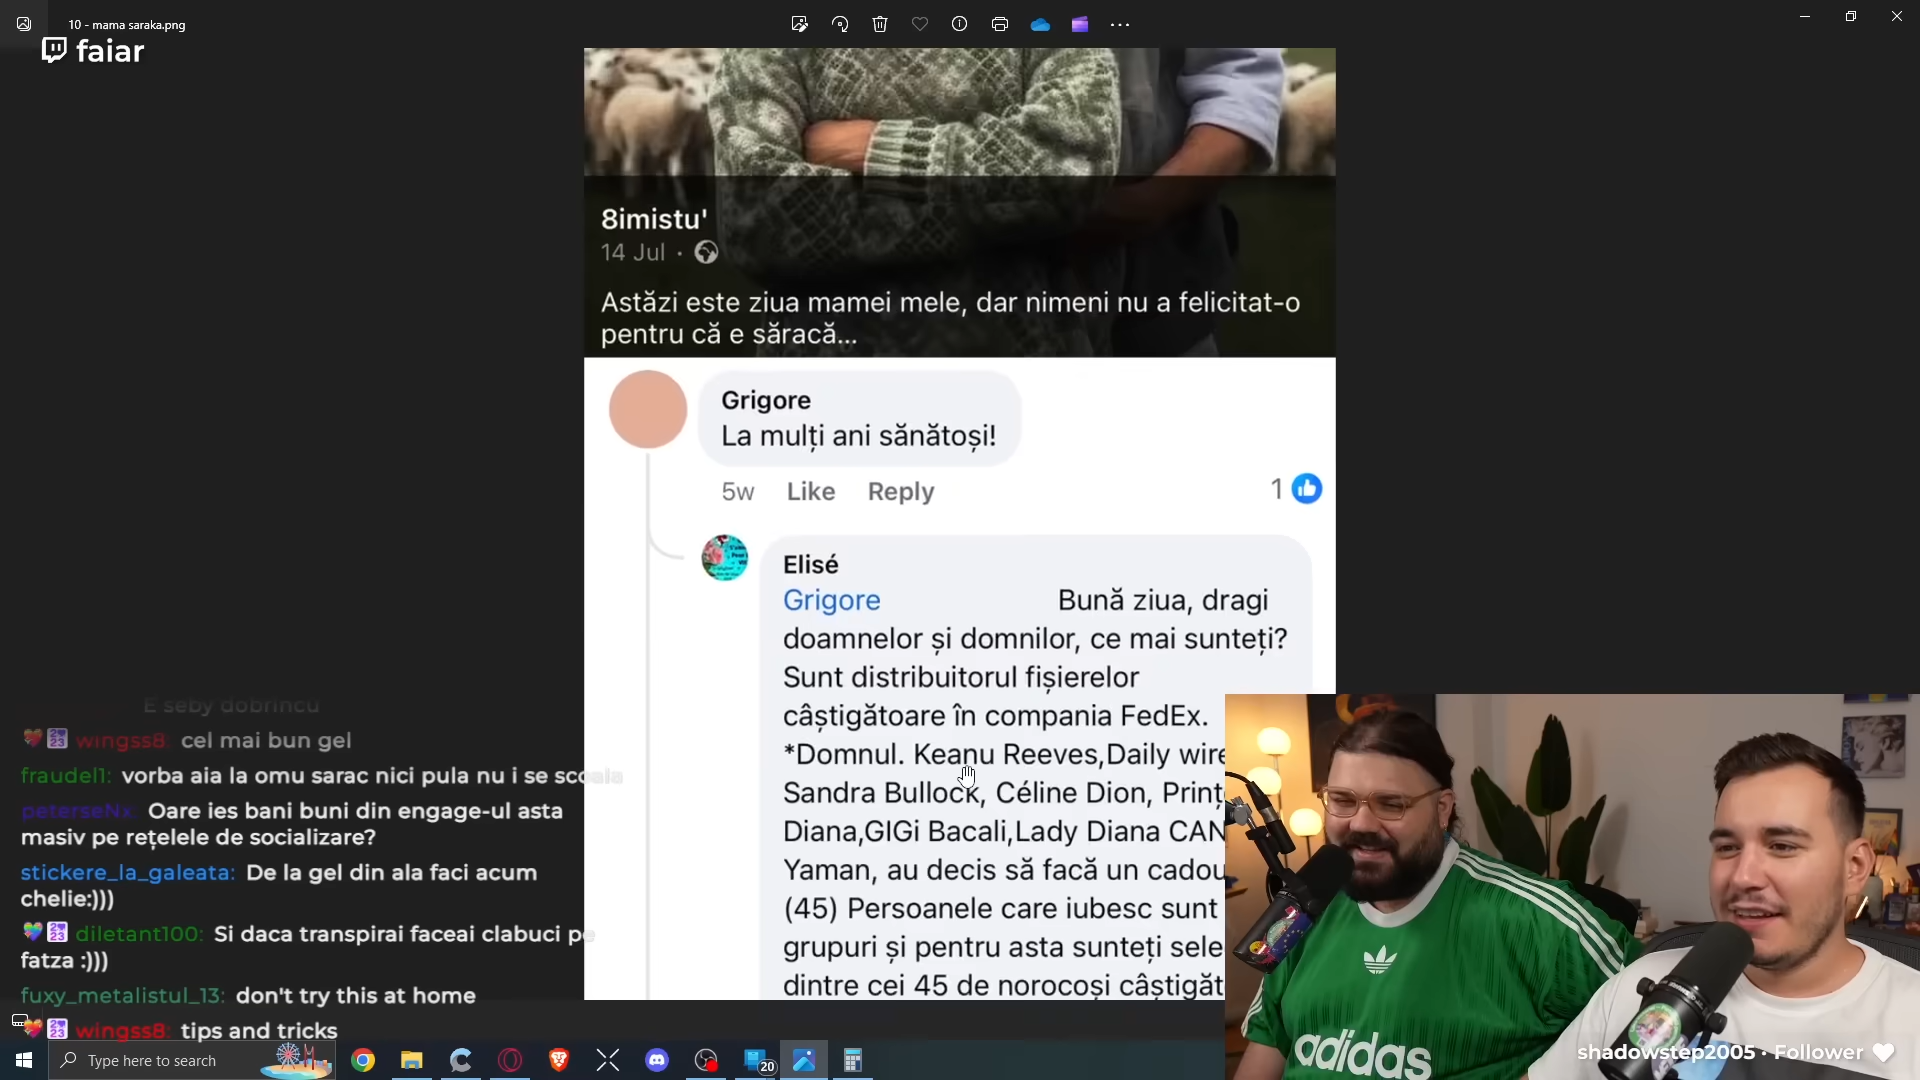 10 - mama saraka.png
faiar
8imistu'
14 Jul ·
Astăzi este ziua mamei mele, dar nimeni nu a felicitat-o
pentru că e săracă...
Grigore
La mulți ani sănătoși!
5w Like Reply
1
Elisé
Grigore Bună ziua, dragi
doamnelor și domnilor, ce mai sunteți?
Sunt distribuitorul fișierelor
câștigătoare în compania FedEx.
*Domnul. Keanu Reeves,Daily wire
Sandra Bullock, Céline Dion, Prinț
Diana,GIGi Bacali,Lady Diana CAN
Yaman, au decis să facă un cadou
(45) Persoanele care iubesc sunt
grupuri și pentru asta sunteți sele
dintre cei 45 de norocoși câștigăt
E seby dobrincu
wingss8: cel mai bun gel
fraudel1: vorba aia la omu sarac nici pula nu i se scoala
peterseNx: Oare ies bani buni din engage-ul asta
masiv pe rețelele de socializare?
stickere_la_galeata: De la gel din ala faci acum
chelie:)))
diletant100: Si daca transpirai faceai clabuci pe
fatza :)))
fuxy_metalistul_13: don't try this at home
wingss8: tips and tricks
adidas
shadowstep2005 · Follower
Type here to search
20